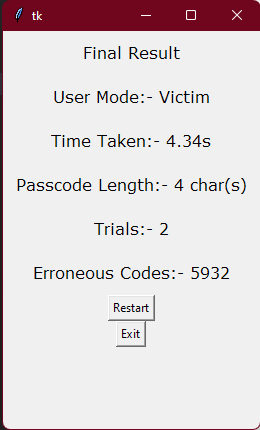 tk
Final Result
User Mode:- Victim
Time Taken:- 4.34s
Passcode Length:- 4 char(s)
Trials:- 2
Erroneous Codes:- 5932
Restart
Exit